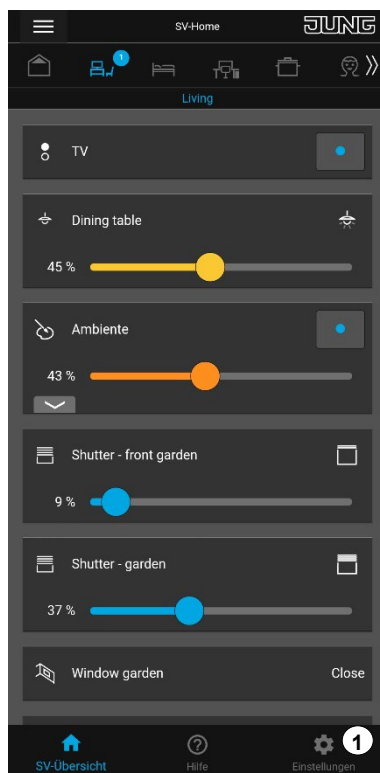 SV-Home
JUNG
1
Living
TV
Dining table
45 %
Ambiente
43 %
Shutter - front garden
9 %
Shutter - garden
37 %
Window garden Close
1
SV-Übersicht Hilfe Einstellungen